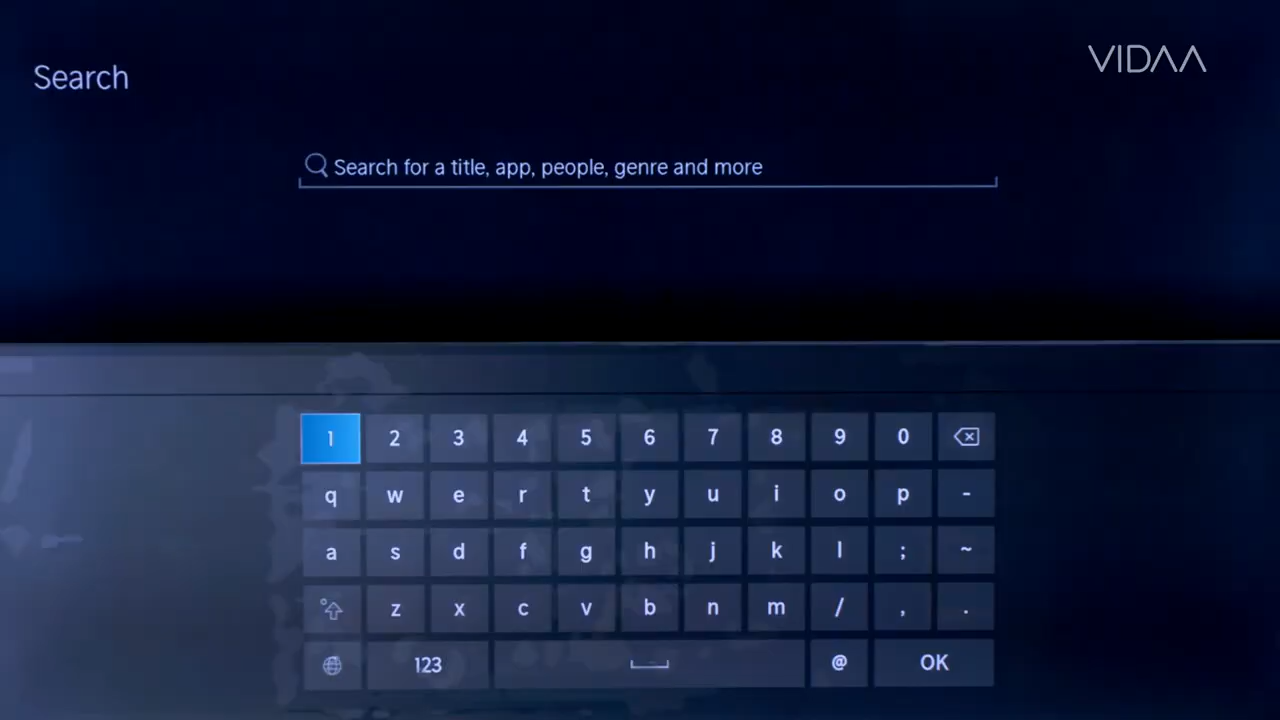 VIDAA
Search
Search for a title, app, people, genre and more
1 2 3 4 5 6 7 8 9 0
q w e r t y u i o p -
a s d f g h j k l ; ~
z x c v b n m / , .
123 @ OK